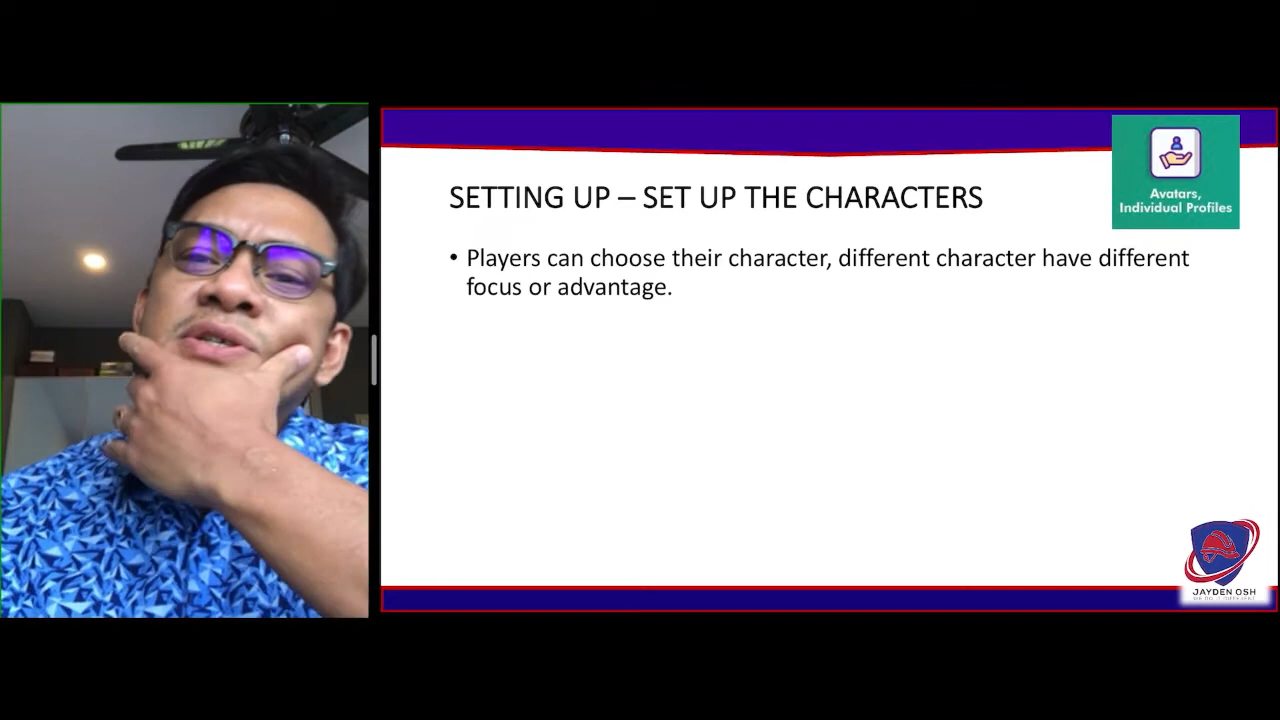 SETTING UP – SET UP THE CHARACTERS
Avatars,
Individual Profiles
• Players can choose their character, different character have different
focus or advantage.
JAYDEN OSH